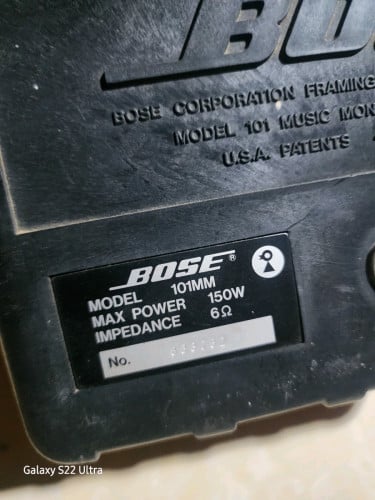 BOSE
BOSE CORPORATION FRAMING
MODEL 101 MUSIC MON
U.S.A. PATENTS
BOSE®
MODEL 101MM
MAX POWER 150W
IMPEDANCE 6Ω
No.
Galaxy S22 Ultra